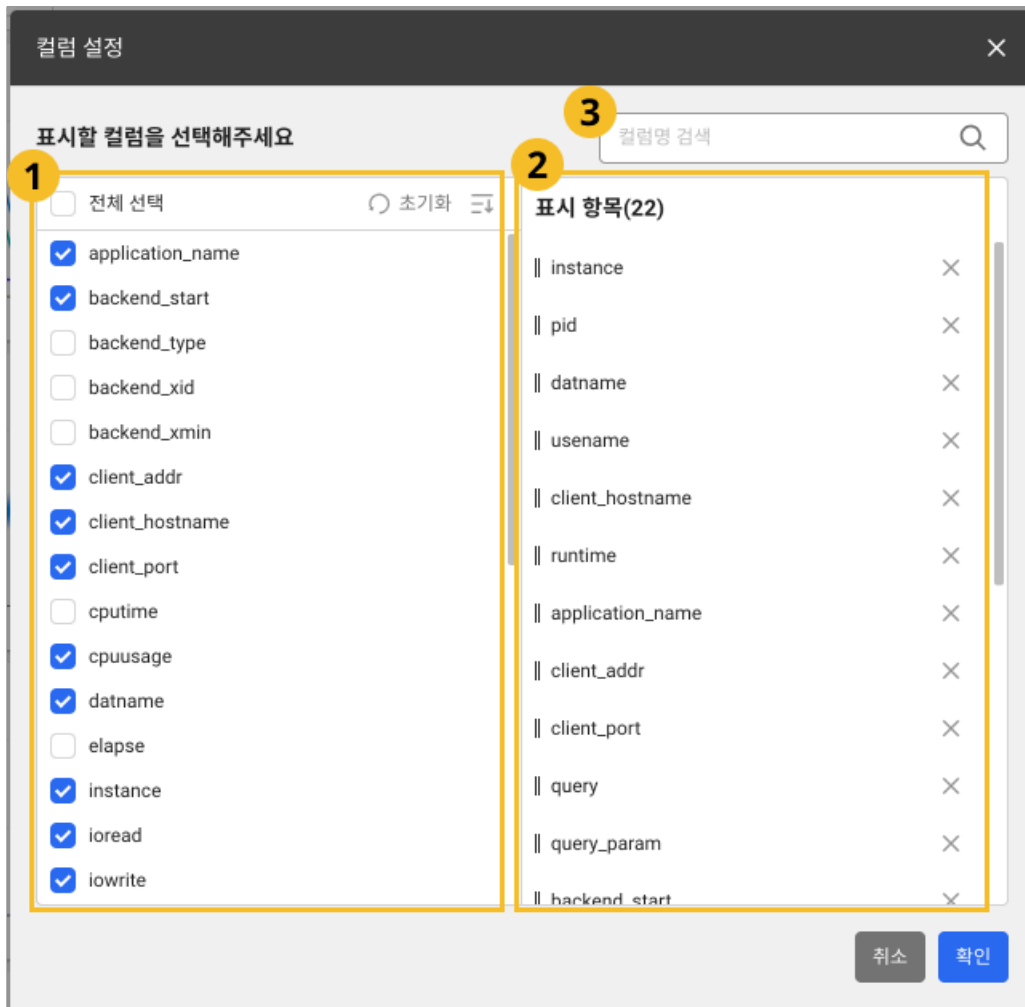 컬럼 설정
표시할 컬럼을 선택해주세요
3
컬럼명 검색
1
전체 선택
초기화
application_name
backend_start
backend_type
backend_xid
backend_xmin
client_addr
client_hostname
client_port
cputime
cpuusage
datname
elapse
instance
ioread
iowrite
2
표시 항목(22)
instance
pid
datname
usename
client_hostname
runtime
application_name
client_addr
client_port
query
query_param
backend_start
취소
확인